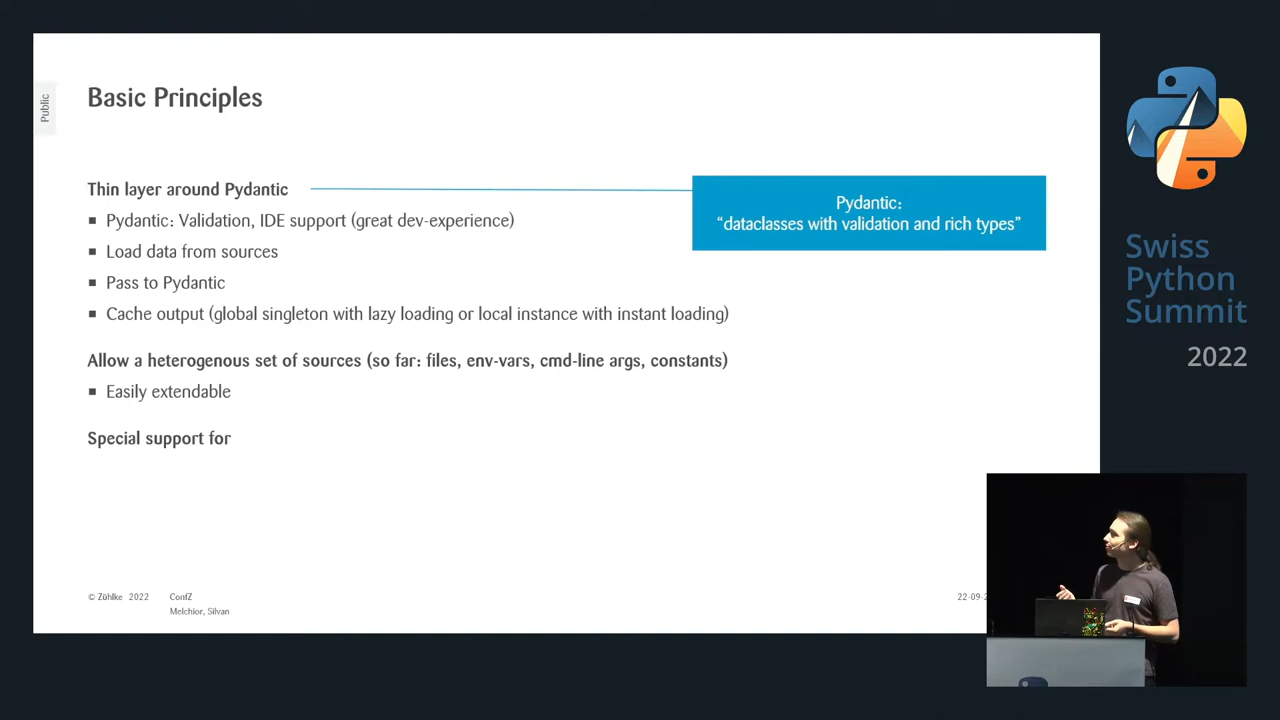 Public
Basic Principles
Thin layer around Pydantic
Pydantic: Validation, IDE support (great dev-experience)
Load data from sources
Pass to Pydantic
Cache output (global singleton with lazy loading or local instance with instant loading)
Allow a heterogenous set of sources (so far: files, env-vars, cmd-line args, constants)
Easily extendable
Special support for
Pydantic:
“dataclasses with validation and rich types”
© Zühlke 2022
ConfZ
Melchior, Silvan
22-09-2
Swiss
Python
Summit
2022